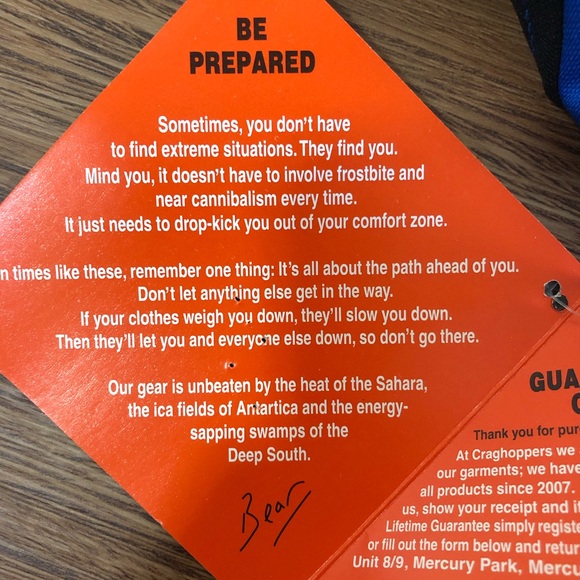 BE
PREPARED
Sometimes, you don't have
to find extreme situations. They find you.
Mind you, it doesn't have to involve frostbite and
near cannibalism every time.
It just needs to drop-kick you out of your comfort zone.
n times like these, remember one thing: It's all about the path ahead of you.
Don't let anything else get in the way.
If your clothes weigh you down, they'll slow you down.
Then they'll let you and everyone else down, so don't go there.
Our gear is unbeaten by the heat of the Sahara,
the ica fields of Antartica and the energy-
sapping swamps of the
Deep South.
Bear
GUA
Thank you for pur
At Craghoppers we
our garments; we have
all products since 2007.
us, show your receipt and i
Lifetime Guarantee simply registe
or fill out the form below and retur
Unit 8/9, Mercury Park, Mercu